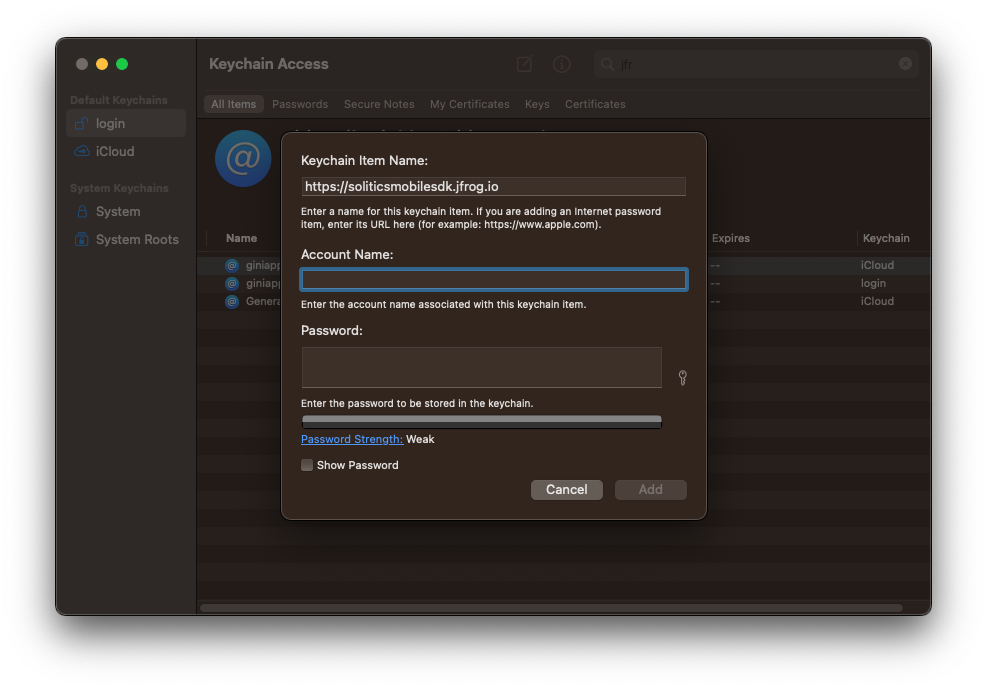 Keychain Access
jfr
Default Keychains
login
iCloud
System Keychains
System
System Roots
All Items Passwords Secure Notes My Certificates Keys Certificates
Name Expires Keychain
giniapp -- iCloud
giniapp -- login
Genera -- iCloud
Keychain Item Name:
https://soliticsmobilesdk.jfrog.io
Enter a name for this keychain item. If you are adding an Internet password
item, enter its URL here (for example: https://www.apple.com).
Account Name:
Enter the account name associated with this keychain item.
Password:
Enter the password to be stored in the keychain.
Password Strength: Weak
Show Password
Cancel Add